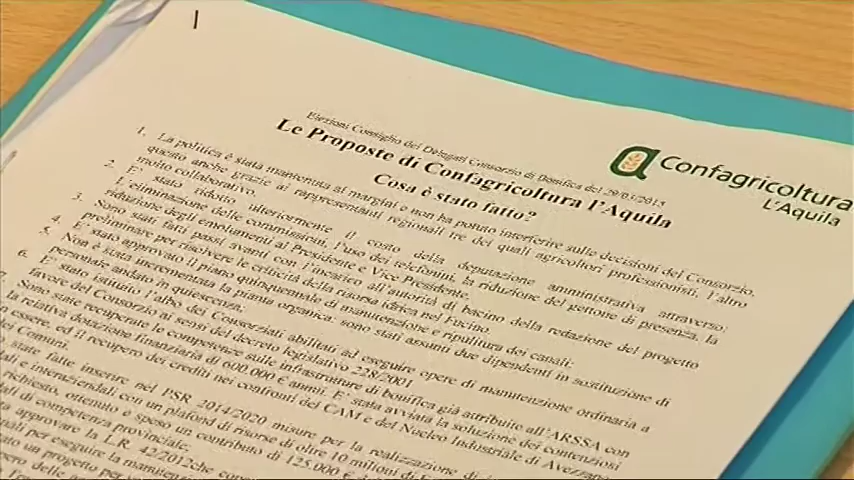 Confagricoltura
L'Aquila
Elezioni Consiglio dei Delegati Consorzio di Bonifica del 29/03/2015
Le Proposte di Confagricoltura l'Aquila
Cosa è stato fatto?
1. La politica è stata mantenuta al margini e non ha potuto interferire sulle decisioni del Consorzio,
questo anche grazie ai rappresentanti regionali tre dei quali agricoltori professionisti, l'altro
molto collaborativo.
2. E' stato ridotto ulteriormente il costo della deputazione amministrativa attraverso:
l'eliminazione delle commissioni, l'uso dei telefonini, la riduzione del gettone di presenza, la
riduzione degli emolumenti al Presidente e Vice Presidente.
3. Sono stati fatti passi avanti con l'incarico all'autorità di bacino della redazione del progetto
preliminare per risolvere le criticità della risorsa idrica nel Fucino.
4. E' stato approvato il piano quinquennale di manutenzione e ripulitura dei canali;
5. Non è stata incrementata la pianta organica: sono stati assunti due dipendenti in sostituzione di
personale andato in quiescenza;
6. E' stato istituito l'albo dei Consorziati abilitati ad eseguire opere di manutenzione ordinaria a
favore del Consorzio ai sensi del decreto legislativo 228/2001
7. Sono state recuperate le competenze sulle infrastrutture di bonifica già attribuite all'ARSSA con
la relativa dotazione finanziaria di 600.000 € annui. E' stata avviata la soluzione dei contenziosi
in essere, ed il recupero dei crediti nei confronti del CAM e del Nucleo Industriale di Avezzano
dei Comuni.
state fatte inserire nel PSR 2014/2020 misure per la realizzazione di
e interaziendali con un plafond di risorse di oltre 10 milioni di
richiesto, ottenuto e speso un contributo di 125.000 €
di competenza provinciale;
approvare la L.R. 42/2012 che
per eseguire la manutenzione
un progetto per